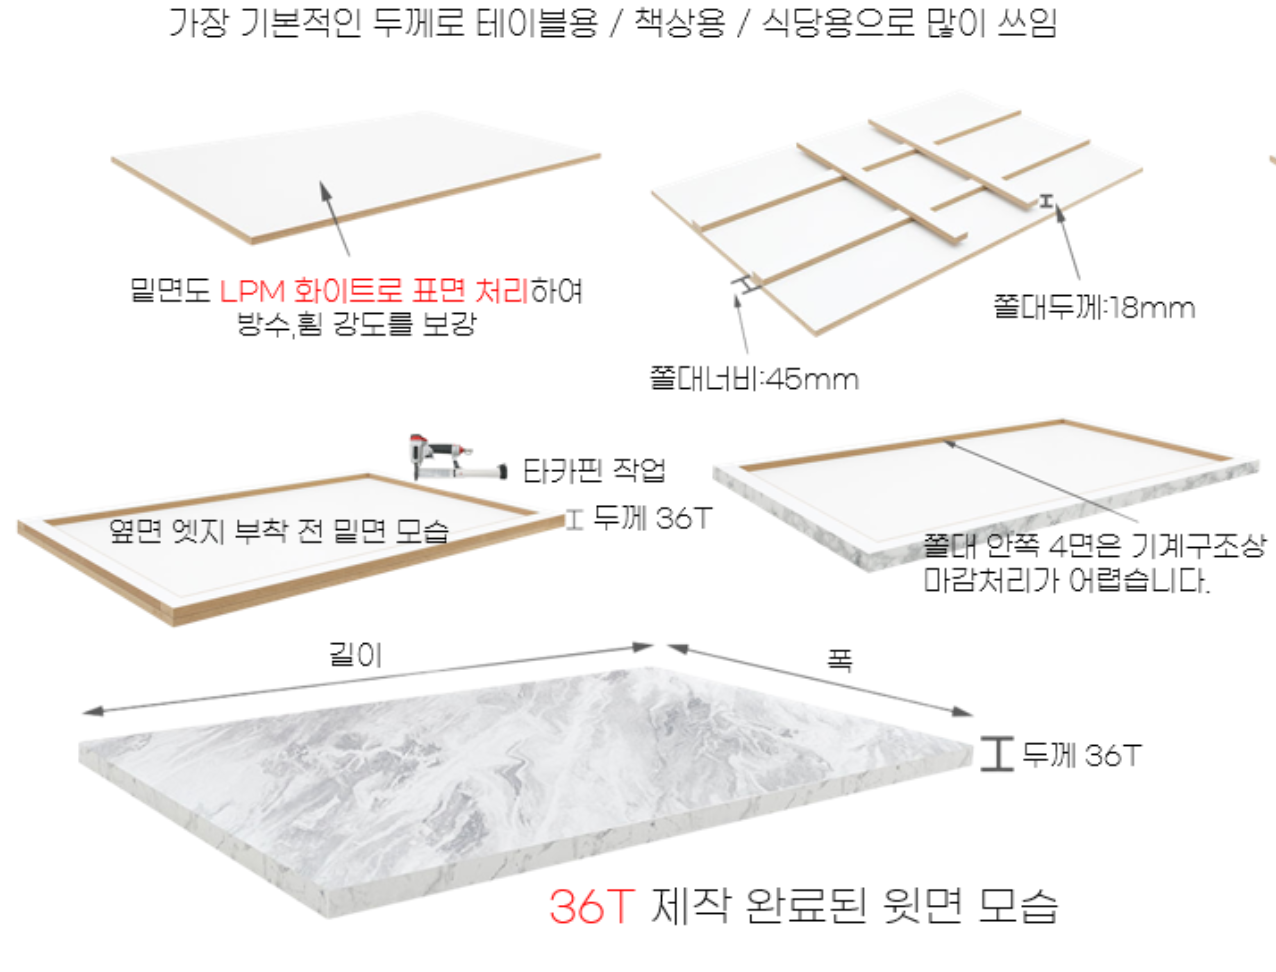 가장 기본적인 두께로 테이블용 / 책상용 / 식당용으로 많이 쓰임
밑면도 LPM 화이트로 표면 처리하여
방수,휨 강도를 보강
쫄대두께:18mm
쫄대너비:45mm
타카핀 작업
두께 36T
옆면 엣지 부착 전 밑면 모습
쫄대 안쪽 4면은 기계구조상
마감처리가 어렵습니다.
길이
폭
두께 36T
36T 제작 완료된 윗면 모습